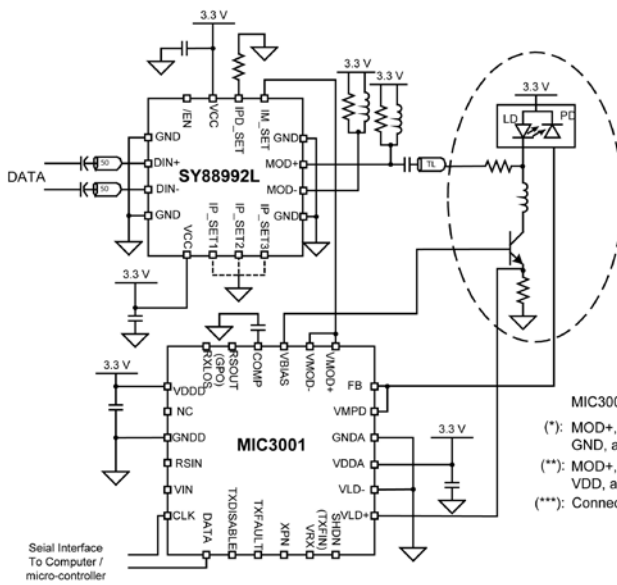 3.3 V
3.3 V
3.3 V
3.3 V
/EN
VCC
IPD_SET
IM_SET
LD
PD
GND
GND
DATA
50
DIN+
SY88992L
MOD+
TL
50
DIN-
MOD-
GND
GND
VCC
IP_SET1
IP_SET2
IP_SET3
3.3 V
3.3 V
RXLOS
RSOUT
(GPO)
COMP
VBIAS
VMOD-
VMOD+
VDDD
FB
NC
VMPD
GNDD
MIC3001
GNDA
3.3 V
RSIN
VDDA
VIN
VLD-
CLK
VLD+
DATA
TXDISABLE
TXFAULT
XPN
VRX
SHDN
(TXFIN)
Seial Interface
To Computer /
micro-controller
(*): MOD+,
GND, a
(**): MOD+,
VDD, a
(***): Connec